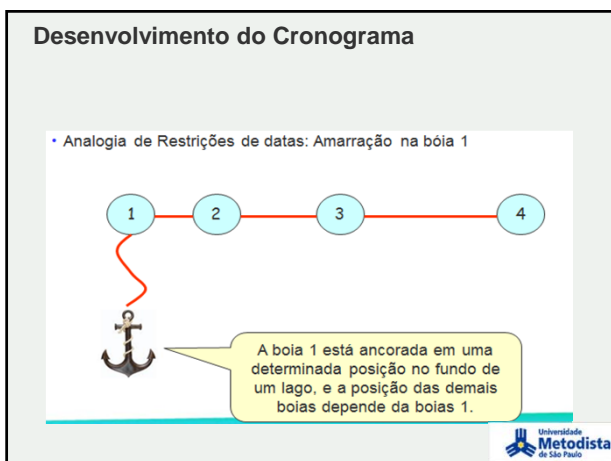 Desenvolvimento do Cronograma
• Analogia de Restrições de datas: Amarração na bóia 1
1 2 3 4
A boia 1 está ancorada em uma
determinada posição no fundo de
um lago, e a posição das demais
boias depende da boias 1.
Universidade
Metodista
de São Paulo